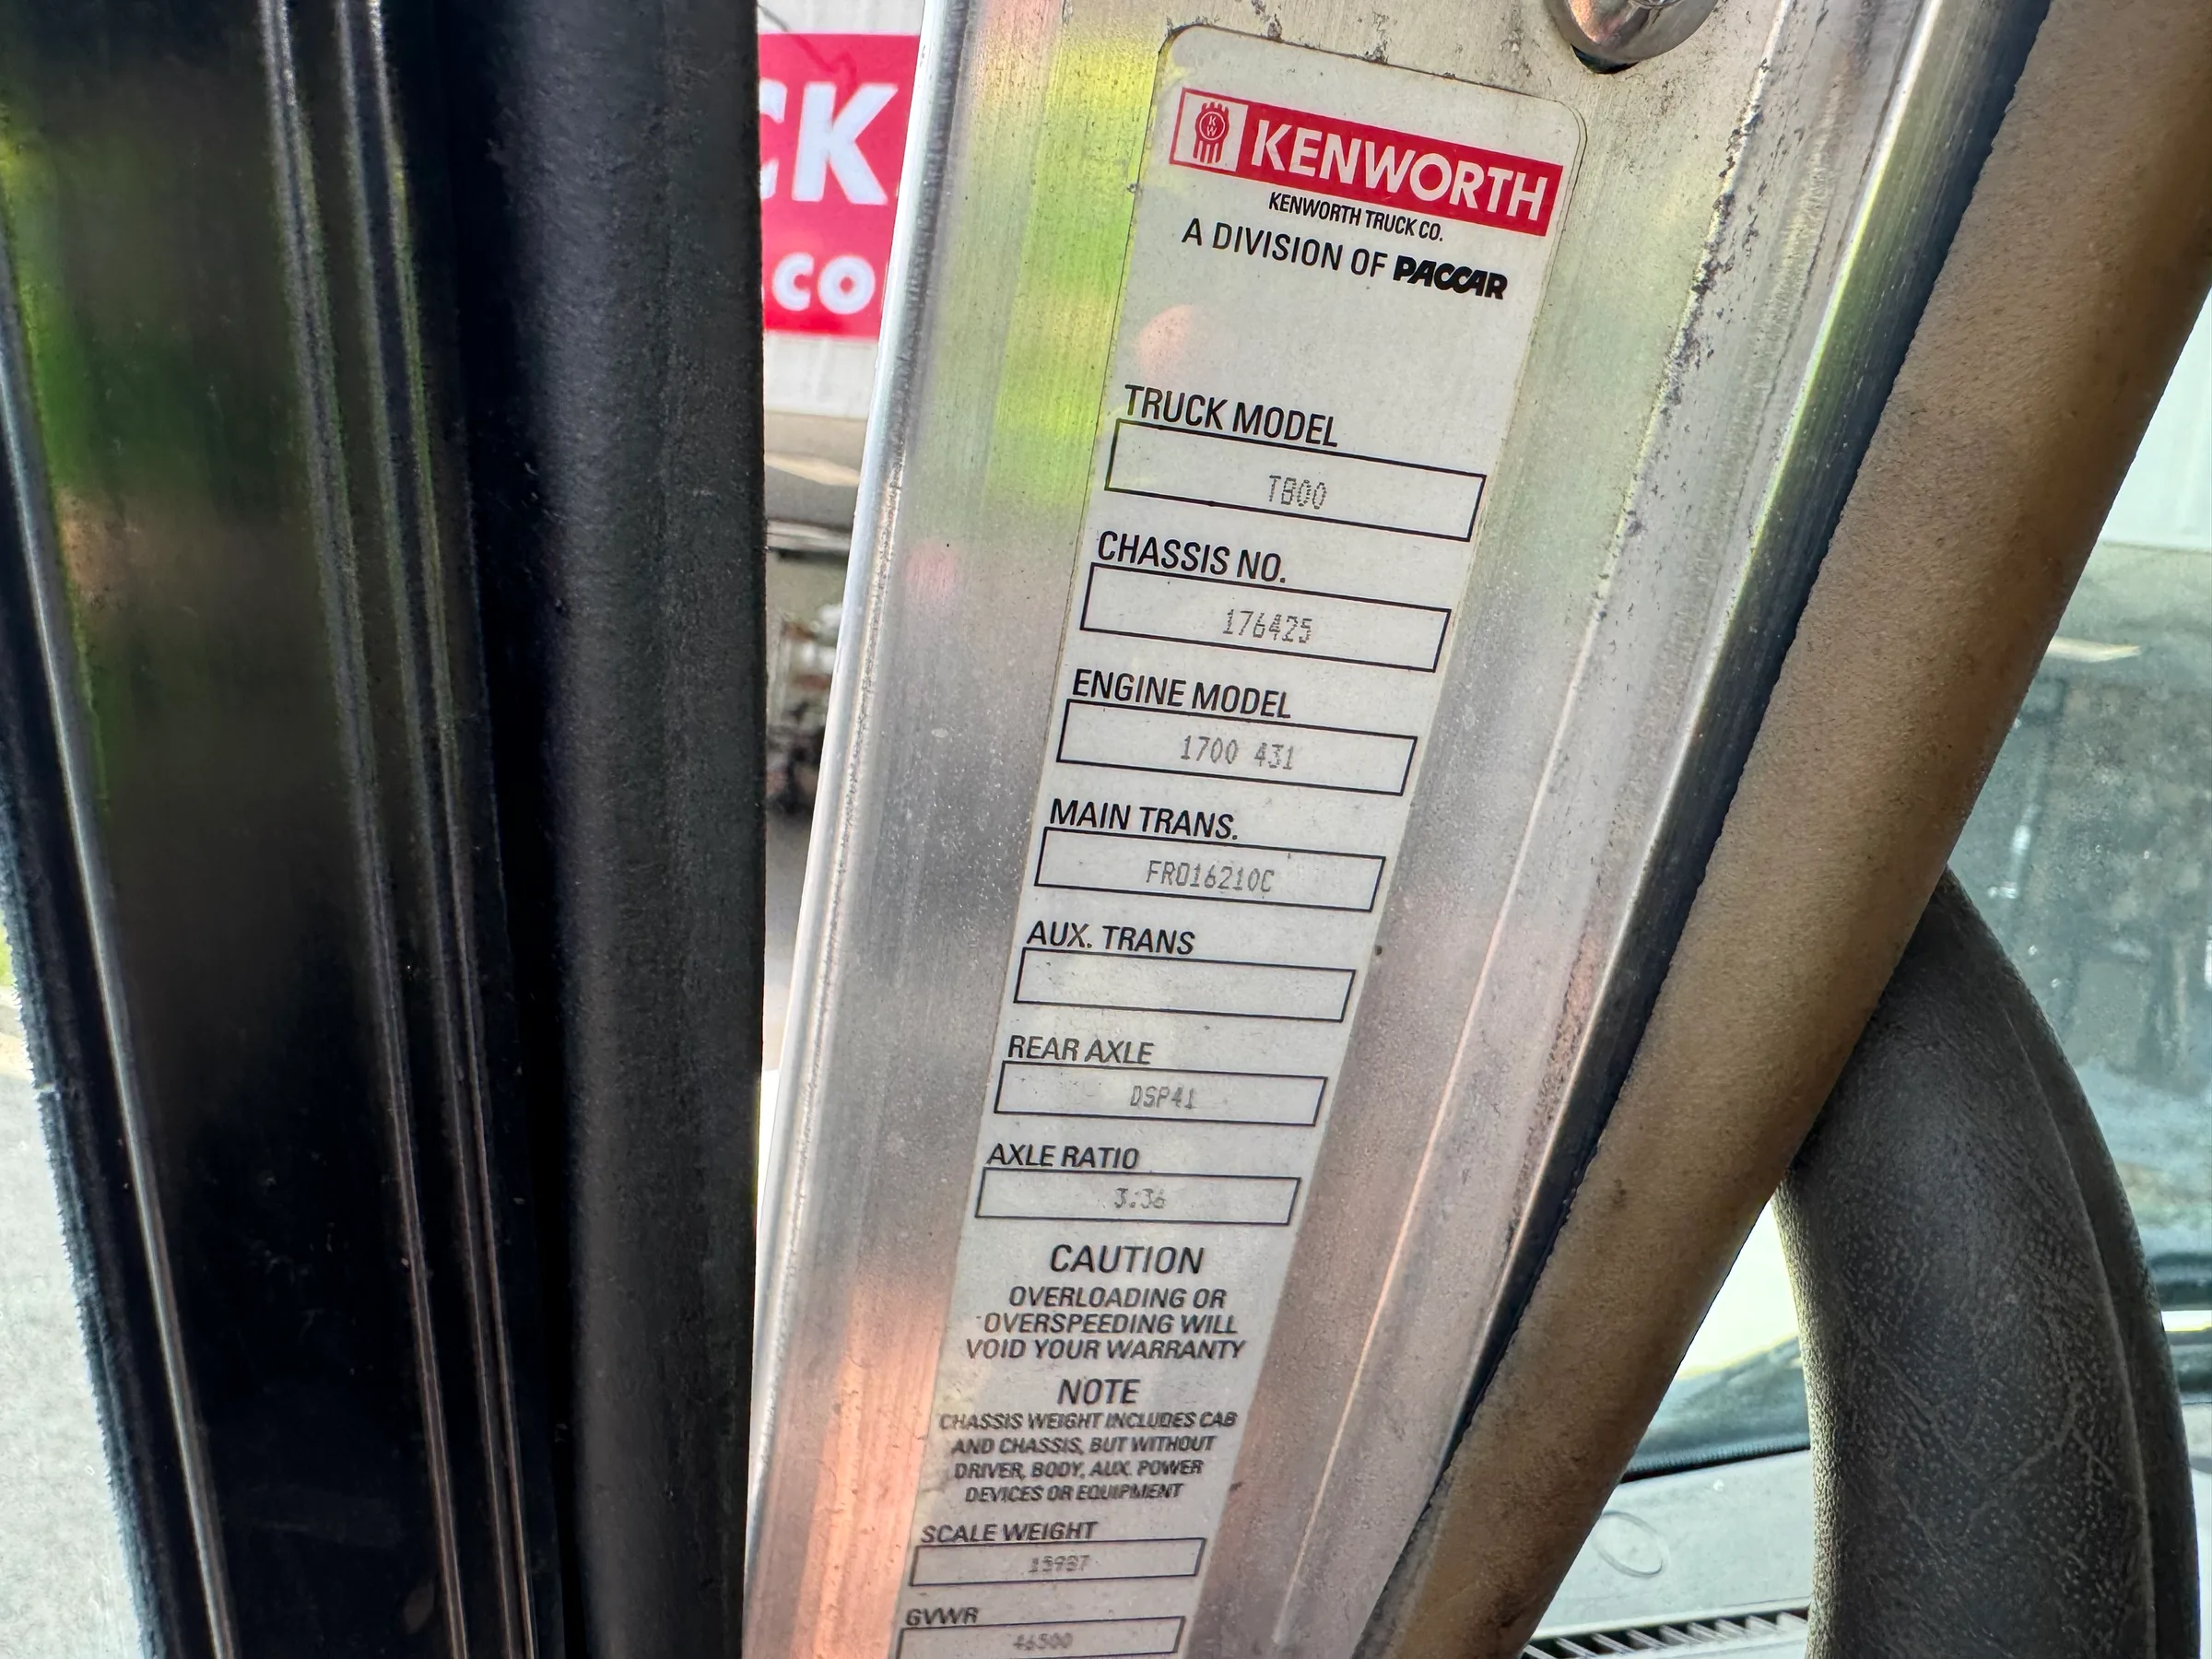 CK
.CO
KW
KENWORTH
KENWORTH TRUCK CO.
A DIVISION OF PACCAR
TRUCK MODEL
T800
CHASSIS NO.
176425
ENGINE MODEL
1700 431
MAIN TRANS.
FRO16210C
AUX. TRANS
REAR AXLE
DSP41
AXLE RATIO
3.36
CAUTION
OVERLOADING OR
OVERSPEEDING WILL
VOID YOUR WARRANTY
NOTE
CHASSIS WEIGHT INCLUDES CAB
AND CHASSIS, BUT WITHOUT
DRIVER, BODY, AUX. POWER
DEVICES OR EQUIPMENT
SCALE WEIGHT
GVWR
46500